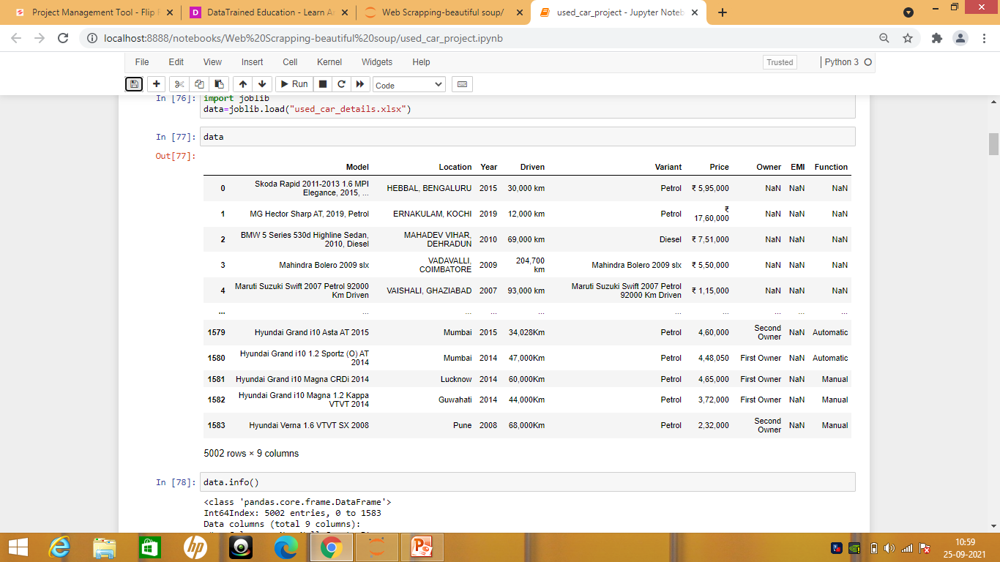 Project Management Tool - Flip R
DataTrained Education - Learn An
Web Scrapping-beautiful soup/
used_car_project - Jupyter Noteb
localhost:8888/notebooks/Web%20Scrapping-beautiful%20soup/used_car_project.ipynb
File Edit View Insert Cell Kernel Widgets Help Trusted Python 3
Run Code
In [76]: import joblib
data=joblib.load("used_car_details.xlsx")
In [77]: data
Out[77]:
Model Location Year Driven Variant Price Owner EMI Function
0 Skoda Rapid 2011-2013 1.6 MPI Elegance, 2015, ... HEBBAL, BENGALURU 2015 30,000 km Petrol ₹ 5,95,000 NaN NaN NaN
1 MG Hector Sharp AT, 2019, Petrol ERNAKULAM, KOCHI 2019 12,000 km Petrol ₹ 17,60,000 NaN NaN NaN
2 BMW 5 Series 530d Highline Sedan, 2010, Diesel MAHADEV VIHAR, DEHRADUN 2010 69,000 km Diesel ₹ 7,51,000 NaN NaN NaN
3 Mahindra Bolero 2009 slx VADAVALLI, COIMBATORE 2009 204,700 km Mahindra Bolero 2009 slx ₹ 5,50,000 NaN NaN NaN
4 Maruti Suzuki Swift 2007 Petrol 92000 Km Driven VAISHALI, GHAZIABAD 2007 93,000 km Maruti Suzuki Swift 2007 Petrol 92000 Km Driven ₹ 1,15,000 NaN NaN NaN
... ... ... ... ... ... ... ... ... ...
1579 Hyundai Grand i10 Asta AT 2015 Mumbai 2015 34,028Km Petrol 4,60,000 Second Owner NaN Automatic
1580 Hyundai Grand i10 1.2 Sportz (O) AT 2014 Mumbai 2014 47,000Km Petrol 4,48,050 First Owner NaN Automatic
1581 Hyundai Grand i10 Magna CRDi 2014 Lucknow 2014 60,000Km Petrol 4,65,000 First Owner NaN Manual
1582 Hyundai Grand i10 Magna 1.2 Kappa VTVT 2014 Guwahati 2014 44,000Km Petrol 3,72,000 First Owner NaN Manual
1583 Hyundai Verna 1.6 VTVT SX 2008 Pune 2008 68,000Km Petrol 2,32,000 Second Owner NaN Manual
5002 rows × 9 columns
In [78]: data.info()
<class 'pandas.core.frame.DataFrame'>
Int64Index: 5002 entries, 0 to 1583
Data columns (total 9 columns):
10:59
25-09-2021